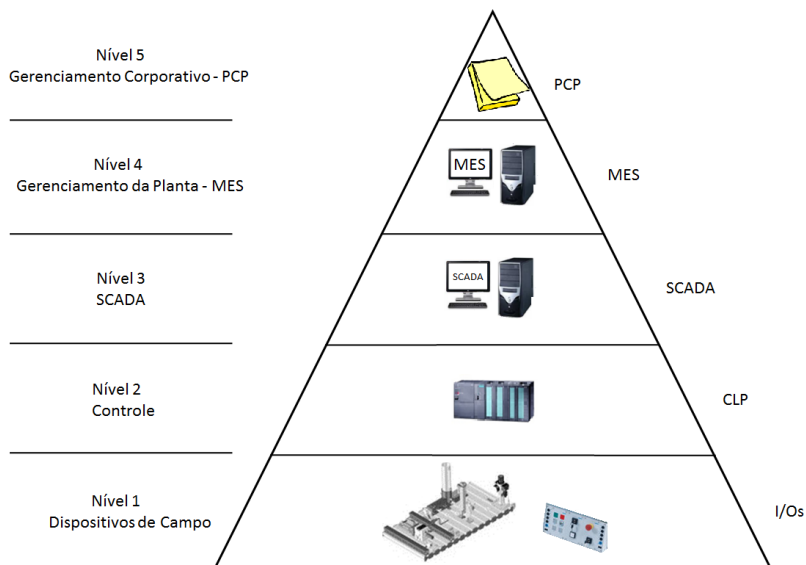 Nível 5
Gerenciamento Corporativo - PCP
PCP
Nível 4
Gerenciamento da Planta - MES
MES
MES
Nível 3
SCADA
SCADA
SCADA
Nível 2
Controle
CLP
Nível 1
Dispositivos de Campo
I/Os